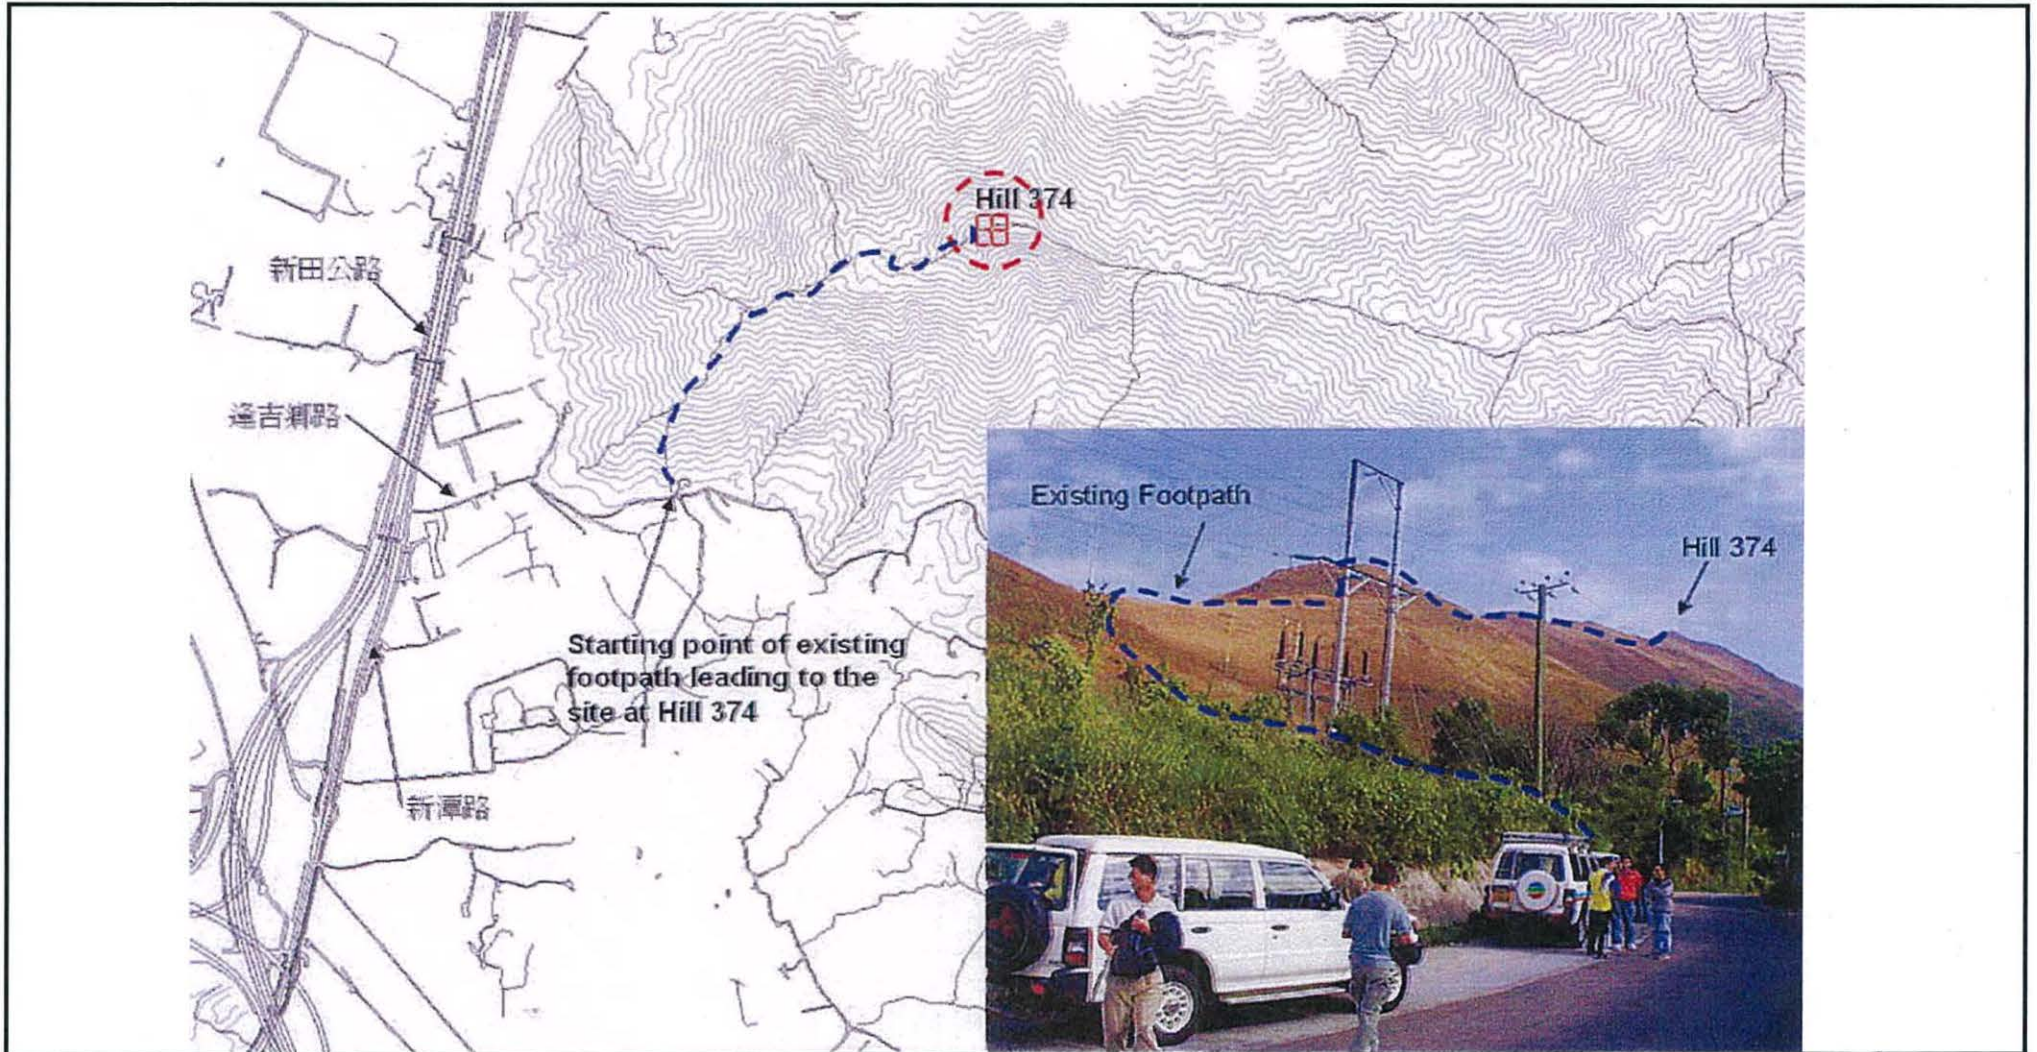 Hill 374
新田公路
逢吉鄉路
Existing Footpath
Hill 374
Starting point of existing
footpath leading to the
site at Hill 374
新潭路